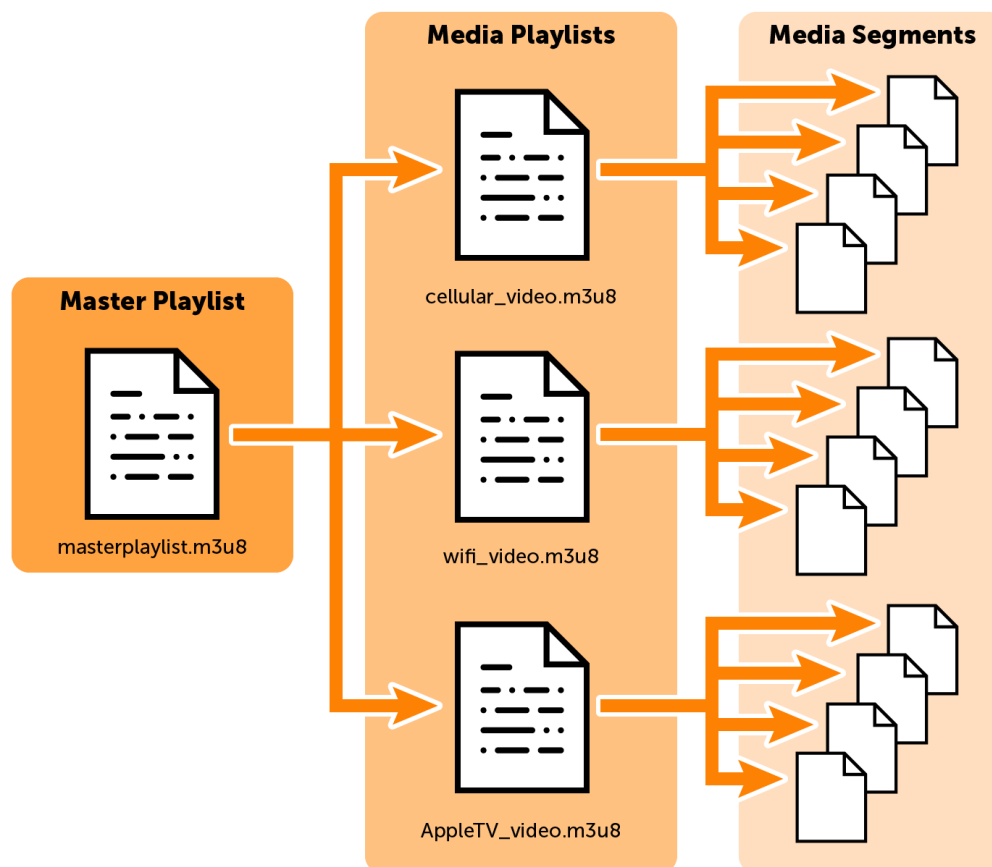 Master Playlist
masterplaylist.m3u8
Media Playlists
cellular_video.m3u8
wifi_video.m3u8
AppleTV_video.m3u8
Media Segments